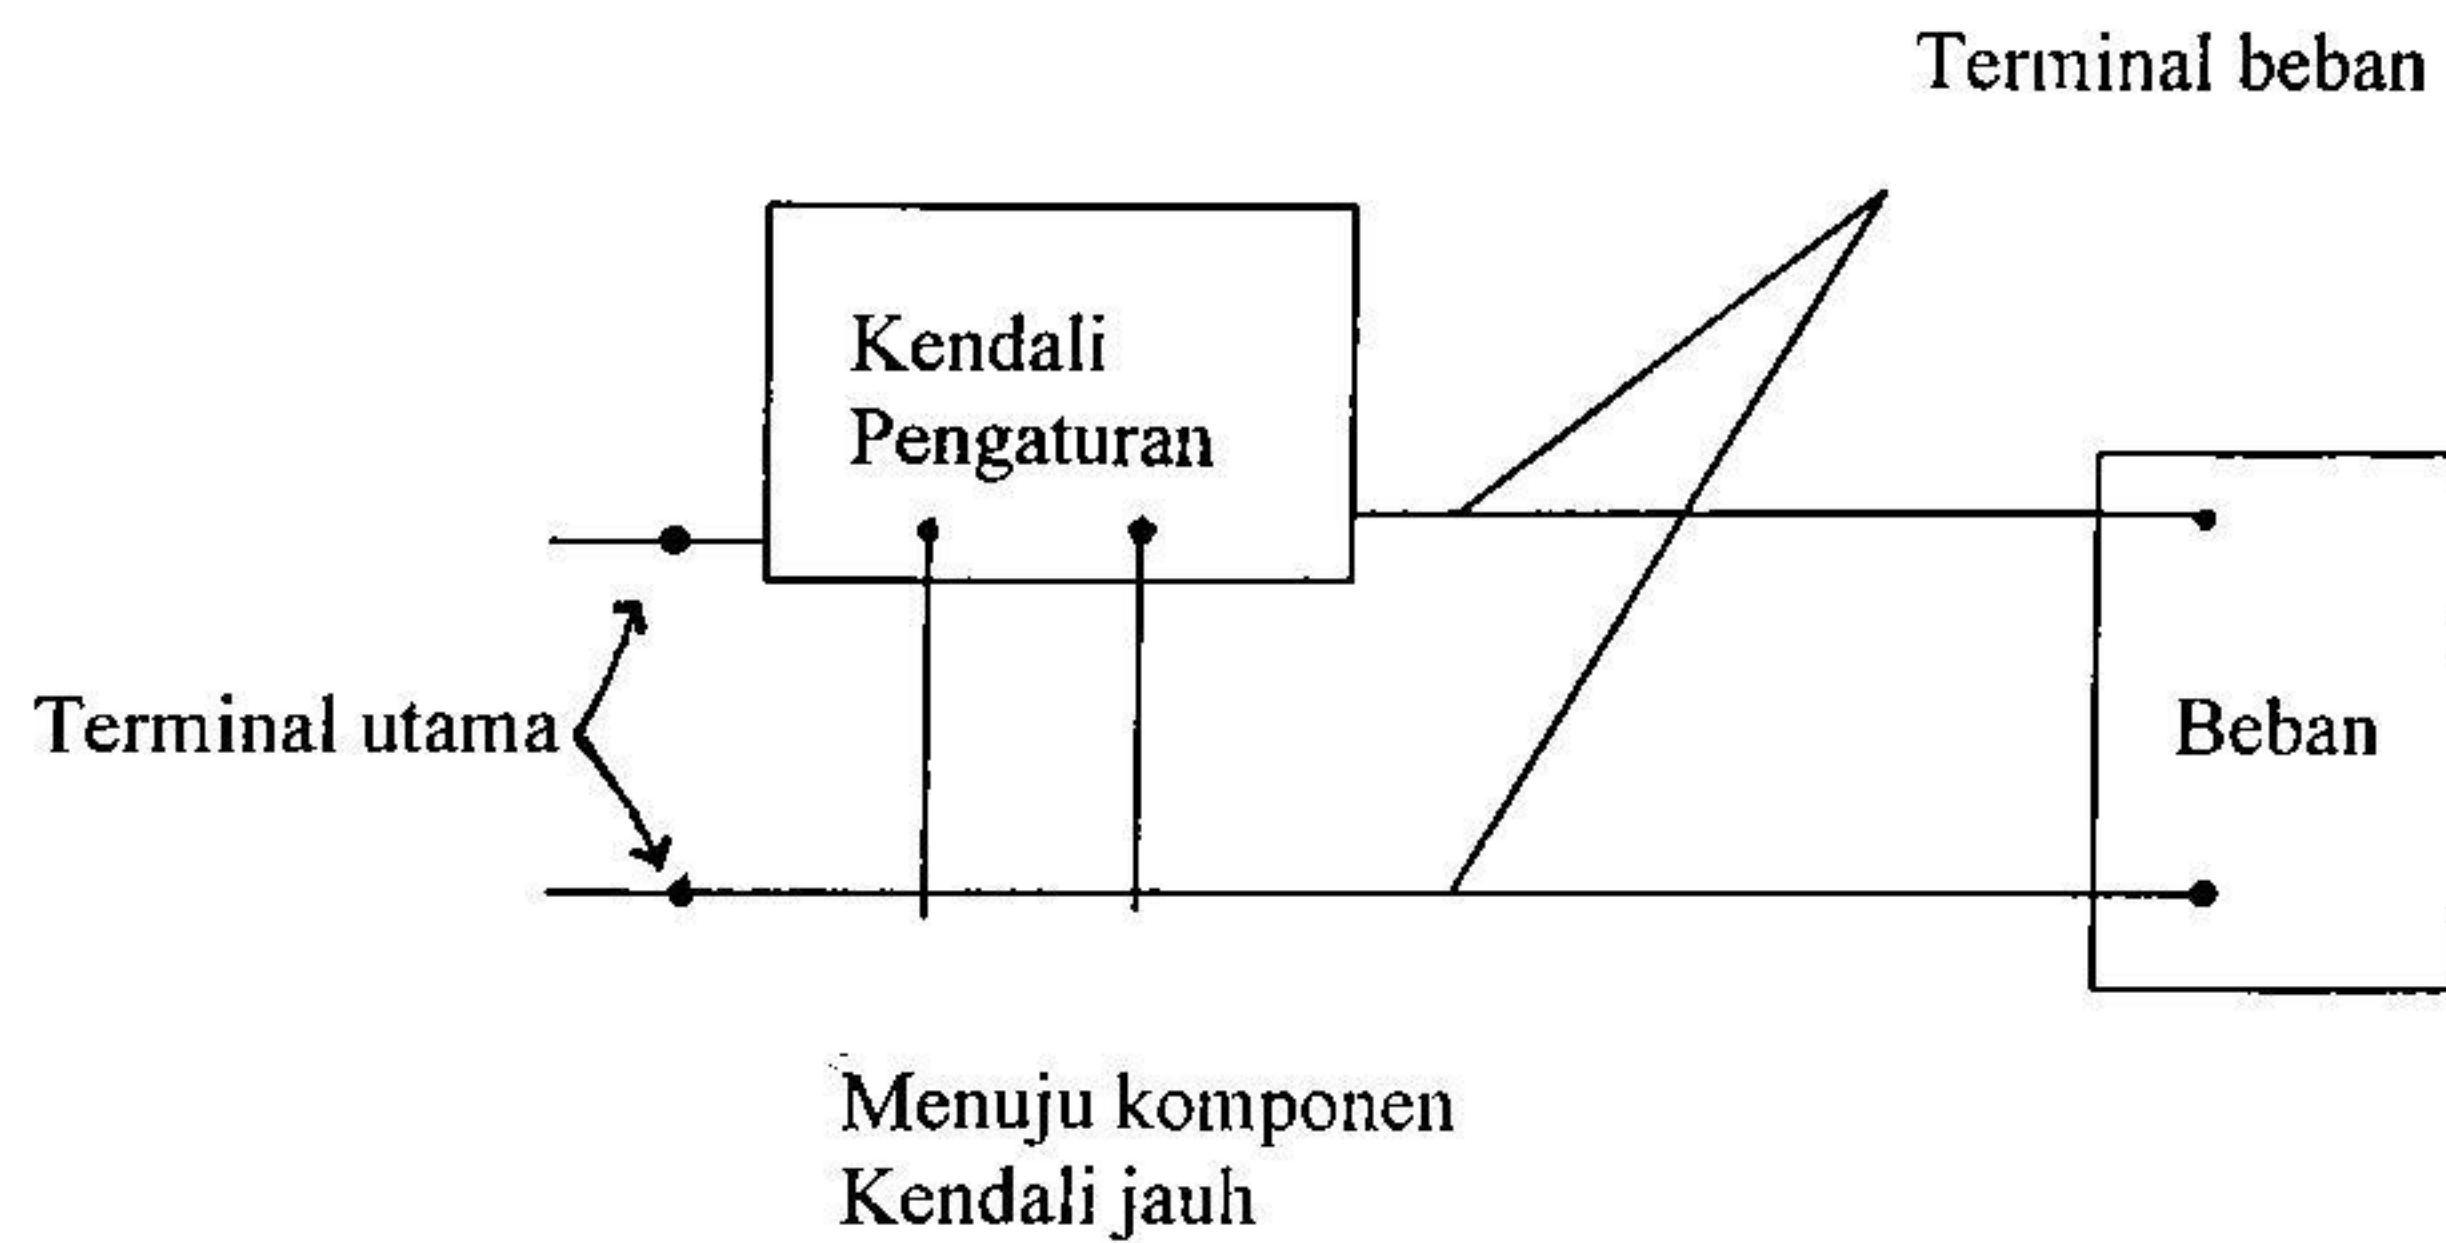 Terminal beban
Kendali
Pengaturan
Terminal utama
Beban
Menuju komponen
Kendali jauh